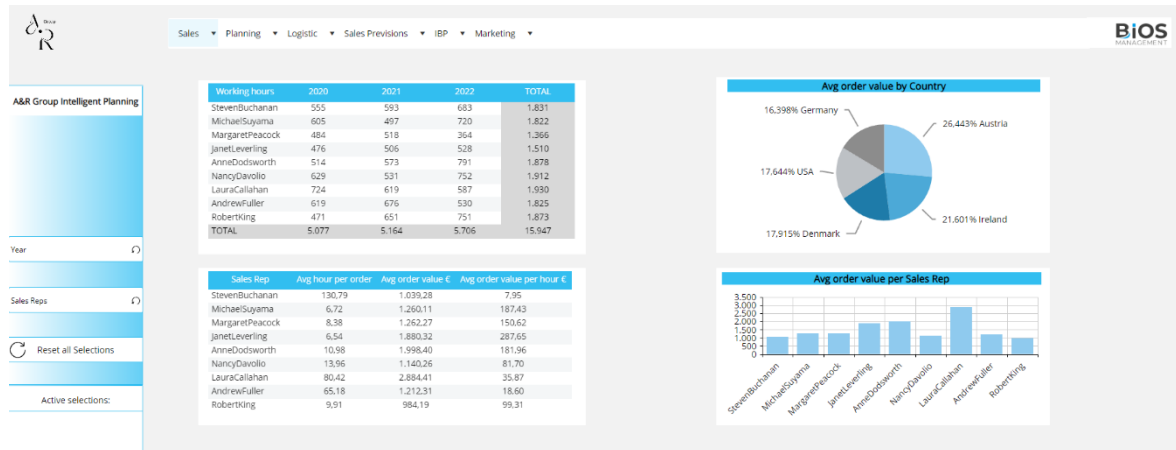 A.R Group
Sales ▾ Planning ▾ Logistic ▾ Sales Previsions ▾ IBP ▾ Marketing ▾
BiOS
MANAGEMENT
A&R Group Intelligent Planning
Year
Sales Reps
Reset all Selections
Active selections:
Working hours 2020 2021 2022 TOTAL
StevenBuchanan 555 593 683 1.831
MichaelSuyama 605 497 720 1.822
MargaretPeacock 484 518 364 1.366
JanetLeverling 476 506 528 1.510
AnneDodsworth 514 573 791 1.878
NancyDavolio 629 531 752 1.912
LauraCallahan 724 619 587 1.930
AndrewFuller 619 676 530 1.825
RobertKing 471 651 751 1.873
TOTAL 5.077 5.164 5.706 15.947
Avg order value by Country
16,398% Germany
26,443% Austria
17,644% USA
21,601% Ireland
17,915% Denmark
Sales Rep Avg hour per order Avg order value € Avg order value per hour €
StevenBuchanan 130,79 1.039,28 7,95
MichaelSuyama 6,72 1.260,11 187,43
MargaretPeacock 8,38 1.262,27 150,62
JanetLeverling 6,54 1.880,32 287,65
AnneDodsworth 10,98 1.998,40 181,96
NancyDavolio 13,96 1.140,26 81,70
LauraCallahan 80,42 2.884,41 35,87
AndrewFuller 65,18 1.212,31 18,60
RobertKing 9,91 984,19 99,31
Avg order value per Sales Rep
3.500
3.000
2.500
2.000
1.500
1.000
500
0
StevenBuchanan
MichaelSuyama
MargaretPeacock
JanetLeverling
AnneDodsworth
NancyDavolio
LauraCallahan
AndrewFuller
RobertKing